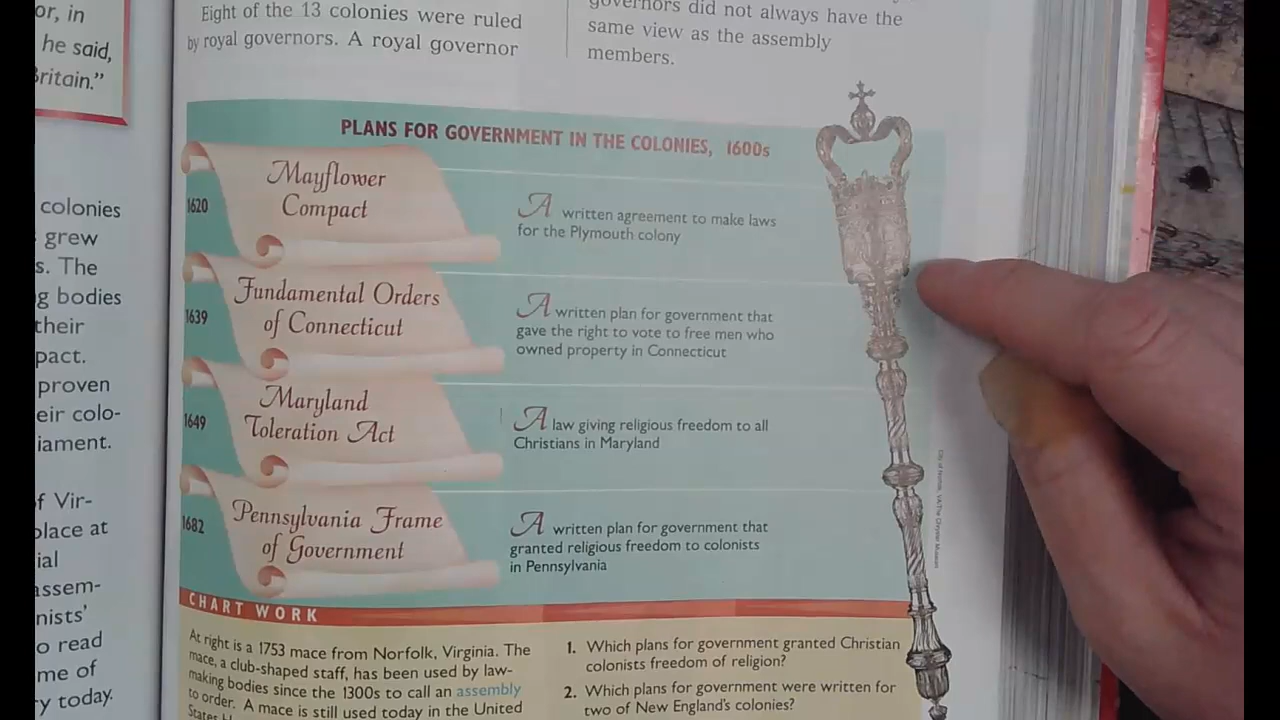 or, in
he said,
Britain."
colonies
grew
s. The
g bodies
their
pact.
proven
eir colo-
iament.
f Vir-
place at
ial
assem-
nists'
o read
me of
y today.
Eight of the 13 colonies were ruled
by royal governors. A royal governor
governors did not always have the
same view as the assembly
members.
PLANS FOR GOVERNMENT IN THE COLONIES, 1600s
1620
Mayflower
Compact
A written agreement to make laws
for the Plymouth colony
1639
Fundamental Orders
of Connecticut
A written plan for government that
gave the right to vote to free men who
owned property in Connecticut
1649
Maryland
Toleration Act
A law giving religious freedom to all
Christians in Maryland
1682
Pennsylvania Frame
of Government
A written plan for government that
granted religious freedom to colonists
in Pennsylvania
CHART WORK
At right is a 1753 mace from Norfolk, Virginia. The
mace, a club-shaped staff, has been used by law-
making bodies since the 1300s to call an assembly
to order. A mace is still used today in the United
States
1. Which plans for government granted Christian
colonists freedom of religion?
2. Which plans for government were written for
two of New England's colonies?